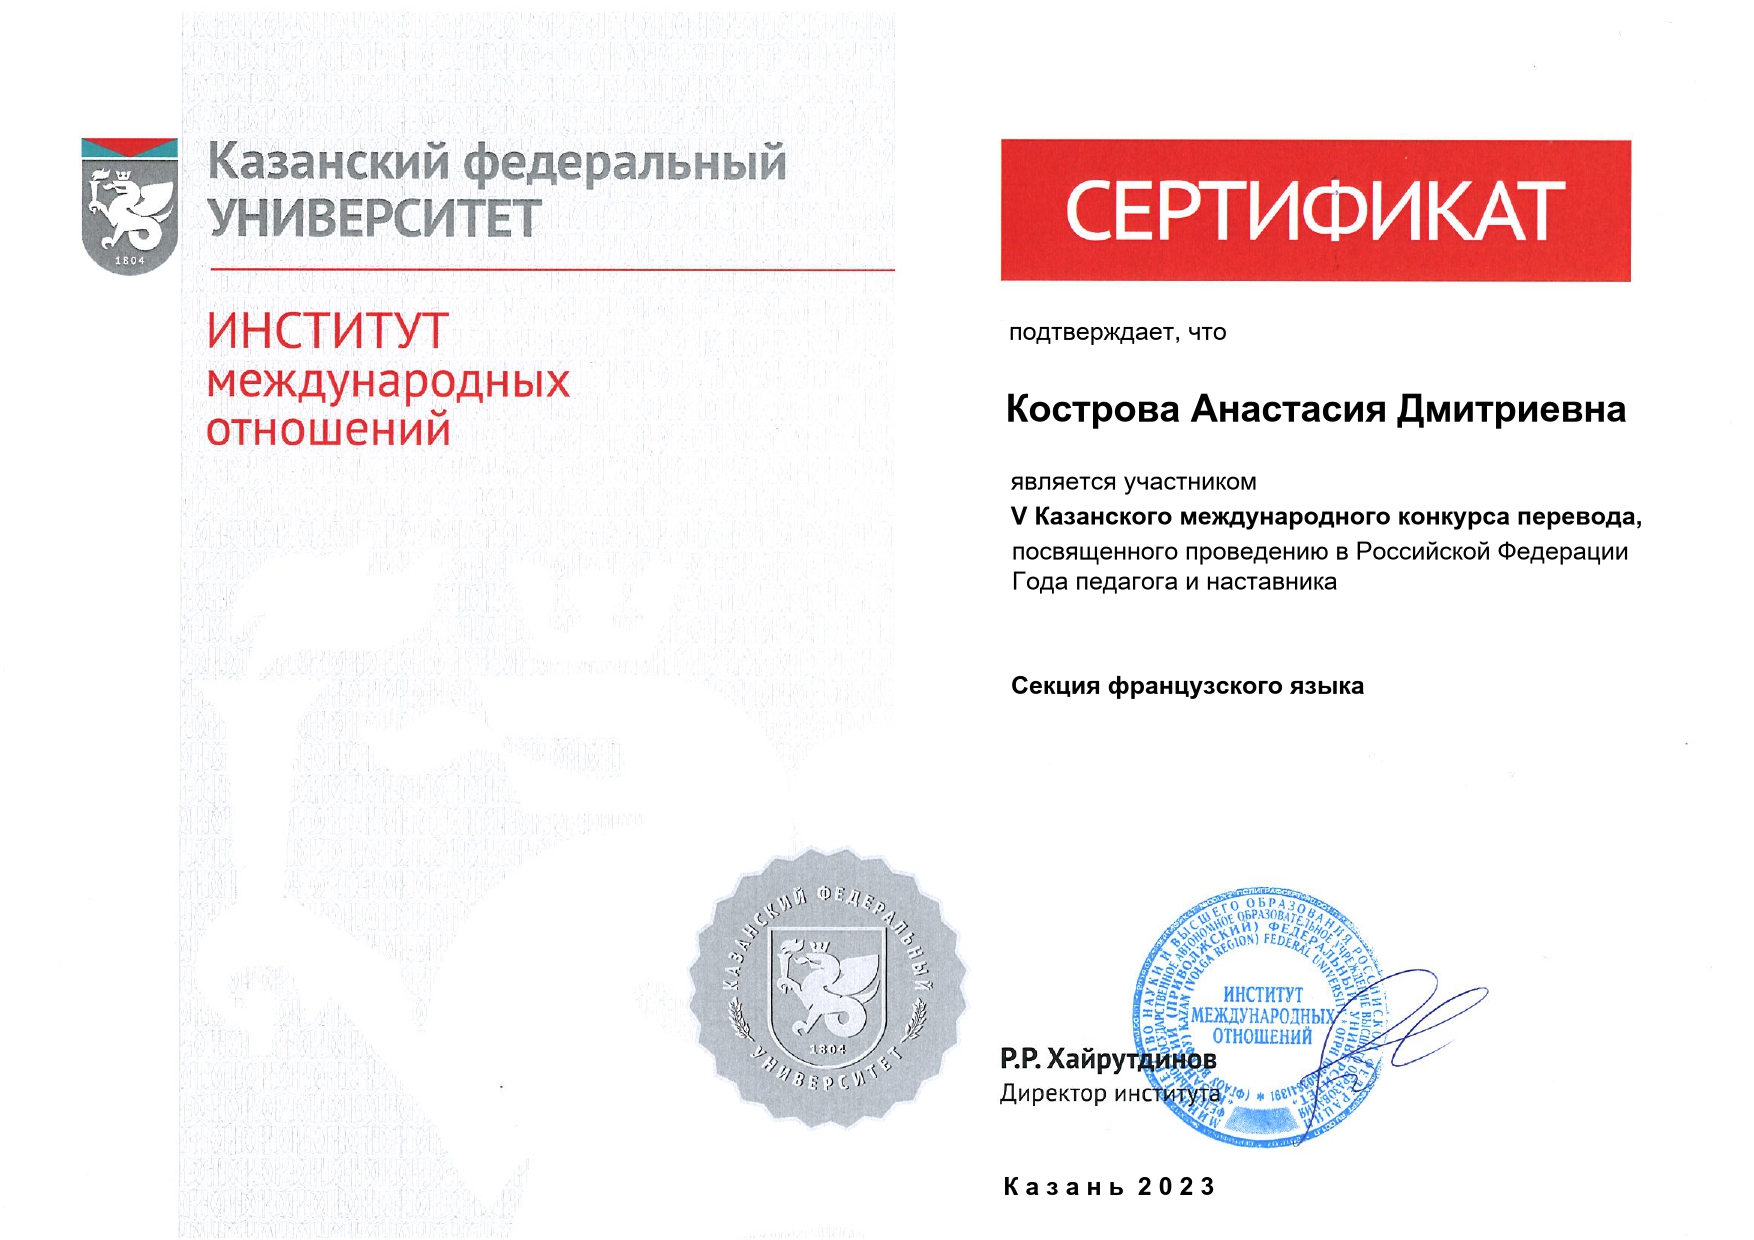 Казанский федеральный
УНИВЕРСИТЕТ
1804
ИНСТИТУТ
международных
отношений
СЕРТИФИКАТ
подтверждает, что
Кострова Анастасия Дмитриевна
является участником
V Казанского международного конкурса перевода,
посвященного проведению в Российской Федерации
Года педагога и наставника
Секция французского языка
КАЗАНСКИЙ ФЕДЕРАЛЬНЫЙ
УНИВЕРСИТЕТ
1804
ИНСТИТУТ
МЕЖДУНАРОДНЫХ
ОТНОШЕНИЙ
Р.Р. Хайрутдинов
Директор института
Казань 2023